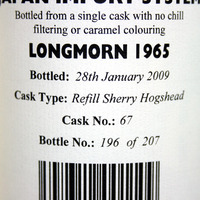 JAPAN IMPORT SYSTEM
Bottled from a single cask with no chill
filtering or caramel colouring
LONGMORN 1965
Bottled: 28th January 2009
Cask Type: Refill Sherry Hogshead
Cask No.: 67
Bottle No.: 196 of 207